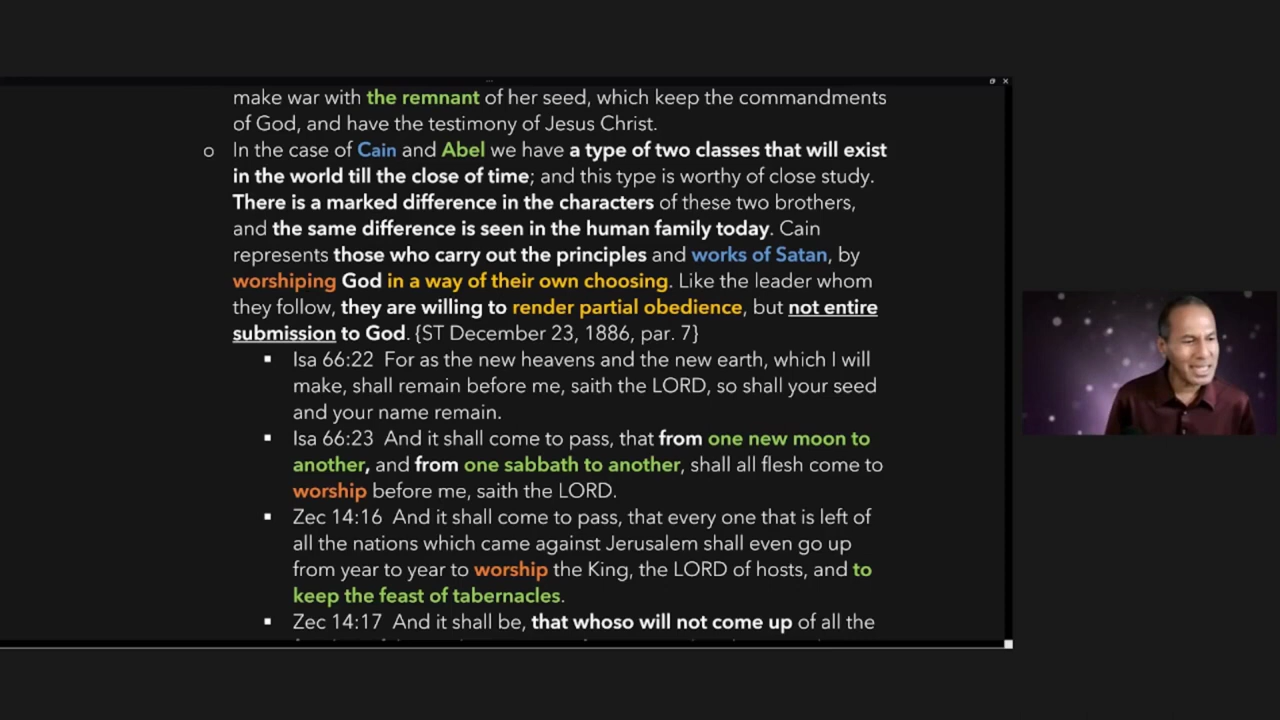 make war with the remnant of her seed, which keep the commandments
of God, and have the testimony of Jesus Christ.
o In the case of Cain and Abel we have a type of two classes that will exist
in the world till the close of time; and this type is worthy of close study.
There is a marked difference in the characters of these two brothers,
and the same difference is seen in the human family today. Cain
represents those who carry out the principles and works of Satan, by
worshiping God in a way of their own choosing. Like the leader whom
they follow, they are willing to render partial obedience, but not entire
submission to God. {ST December 23, 1886, par. 7}
▪ Isa 66:22 For as the new heavens and the new earth, which I will
make, shall remain before me, saith the LORD, so shall your seed
and your name remain.
▪ Isa 66:23 And it shall come to pass, that from one new moon to
another, and from one sabbath to another, shall all flesh come to
worship before me, saith the LORD.
▪ Zec 14:16 And it shall come to pass, that every one that is left of
all the nations which came against Jerusalem shall even go up
from year to year to worship the King, the LORD of hosts, and to
keep the feast of tabernacles.
▪ Zec 14:17 And it shall be, that whoso will not come up of all the